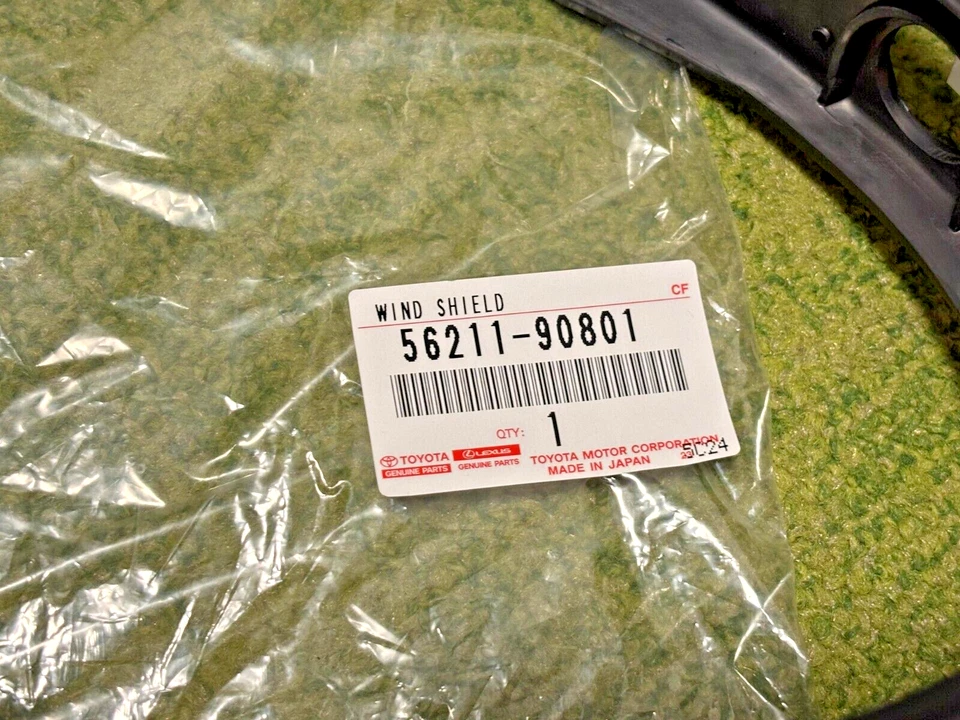 WIND SHIELD
CF
56211-90801
QTY: 1
TOYOTA
GENUINE PARTS
LEXUS
GENUINE PARTS
TOYOTA MOTOR CORPORATION
MADE IN JAPAN
5C24